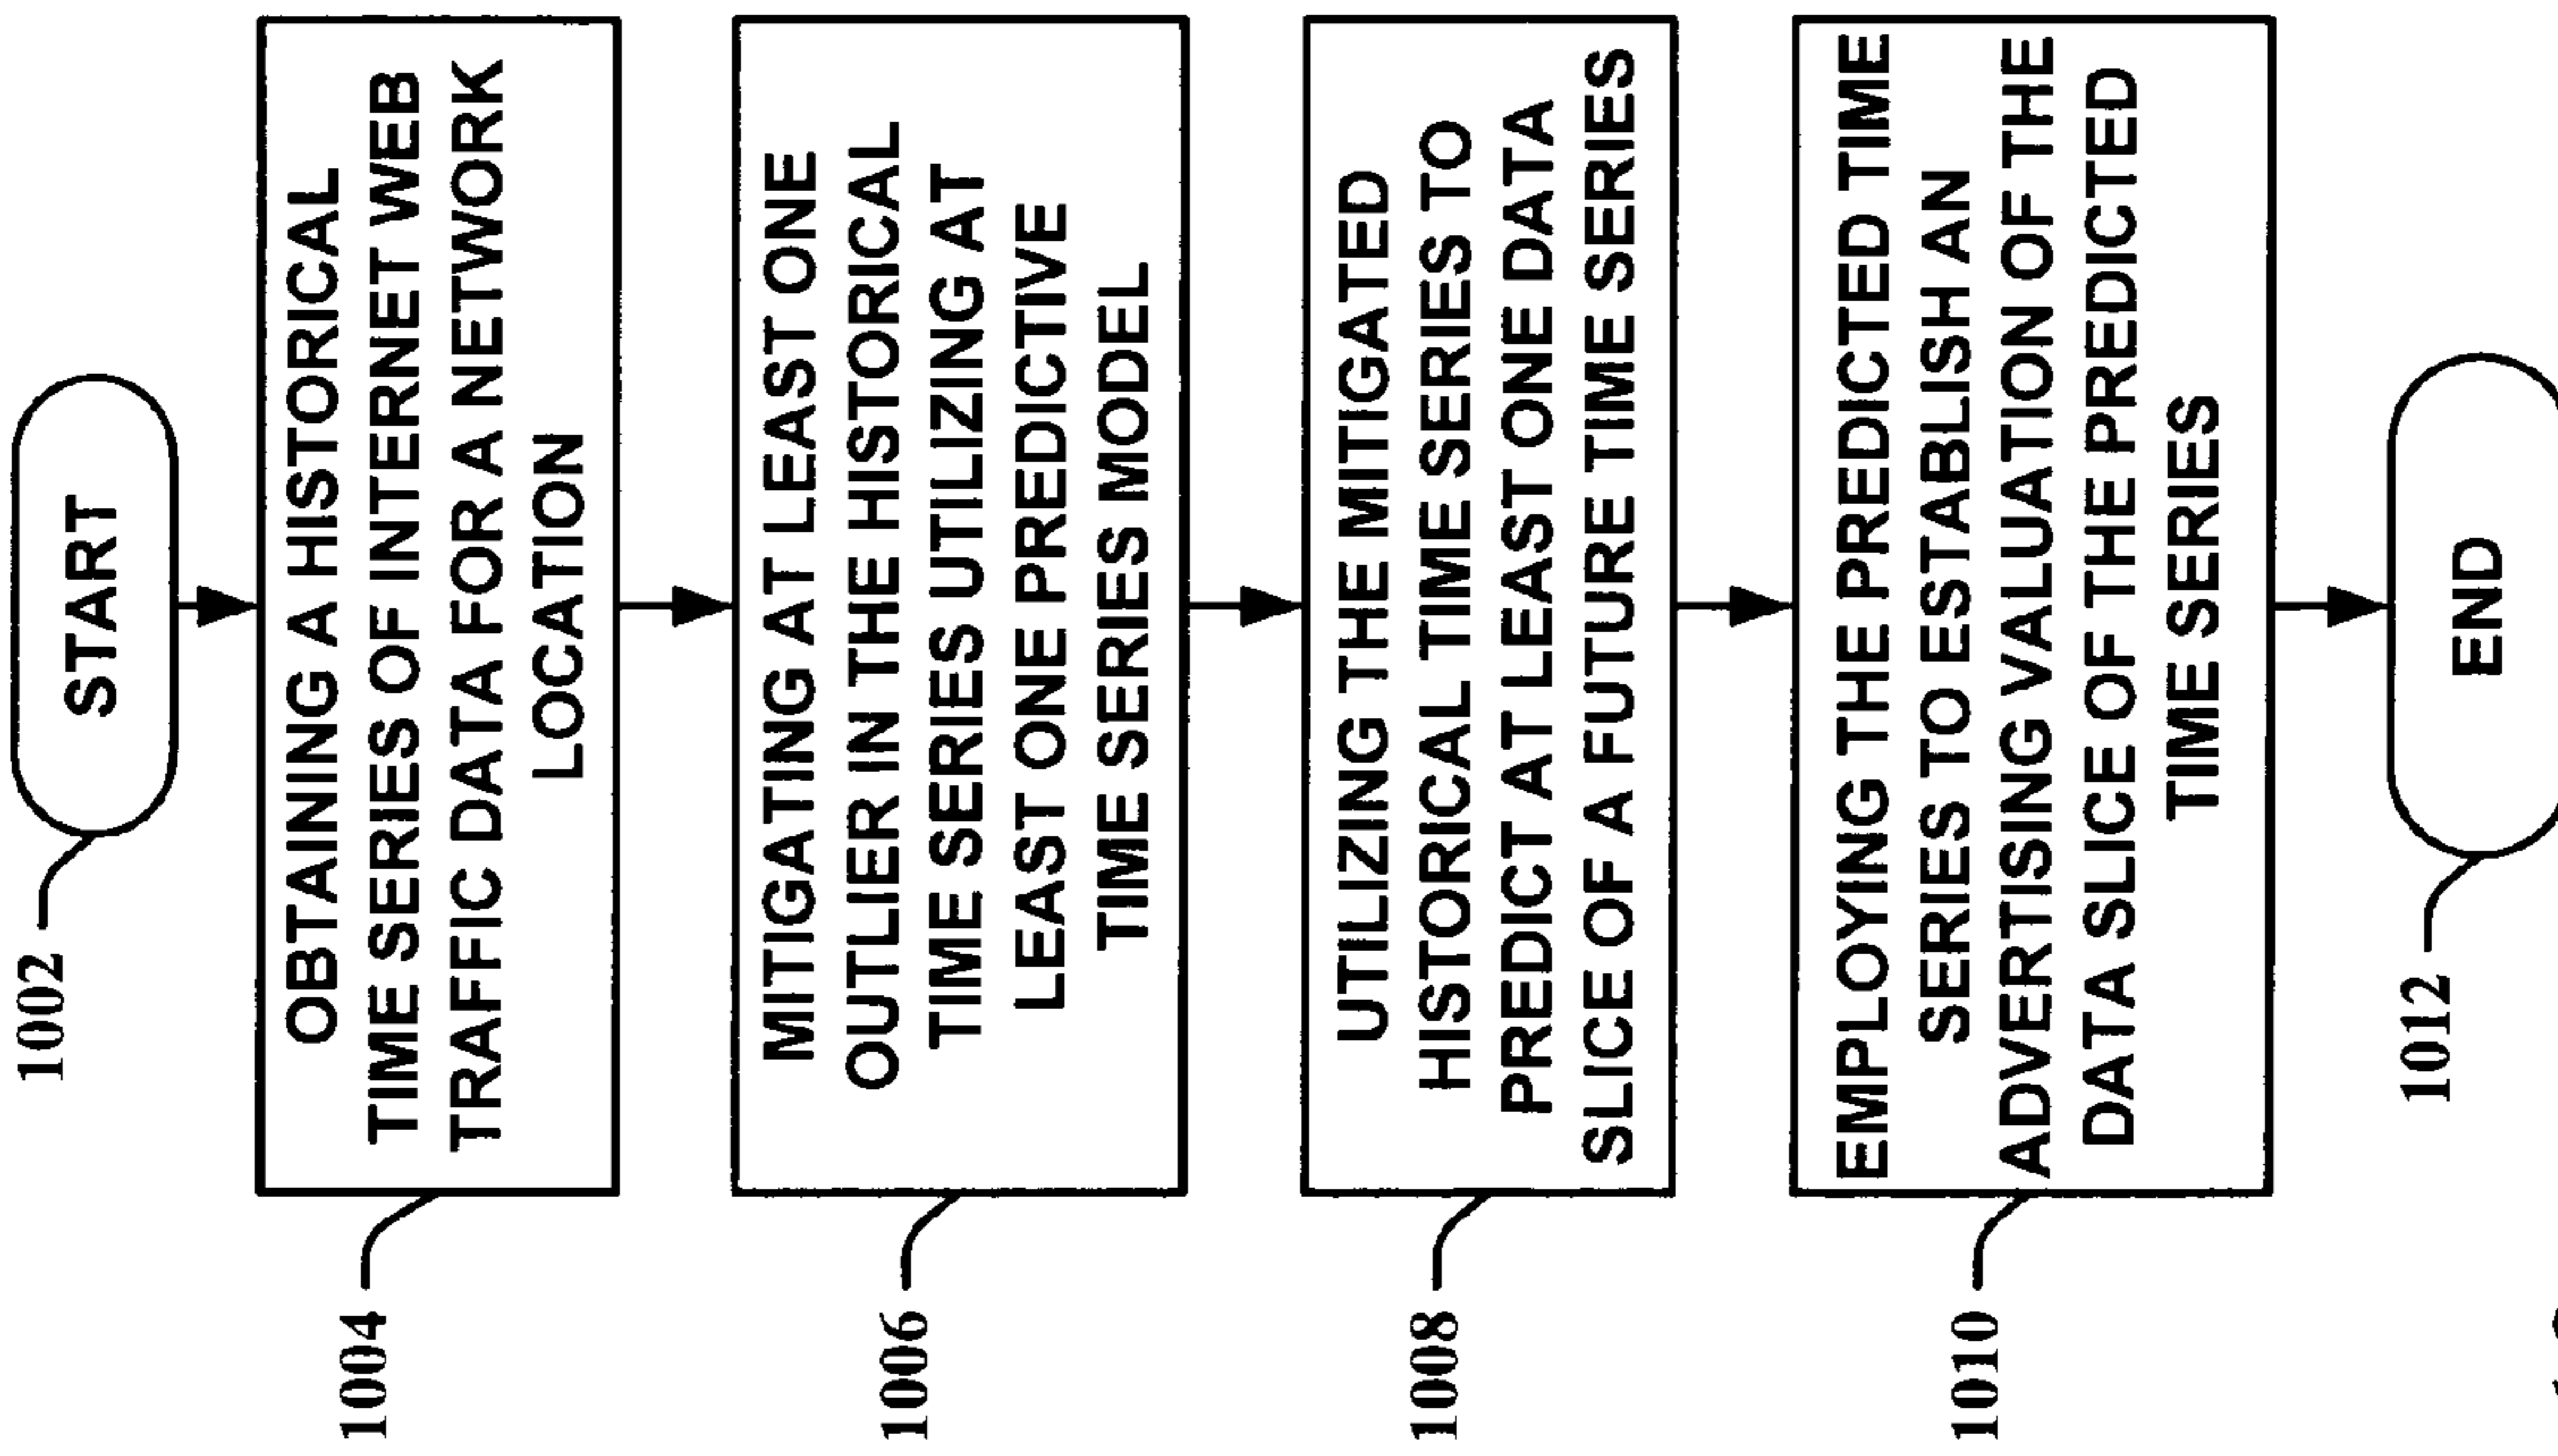 START
1002
OBTAINING A HISTORICAL
TIME SERIES OF INTERNET WEB
TRAFFIC DATA FOR A NETWORK
LOCATION
1004
MITIGATING AT LEAST ONE
OUTLIER IN THE HISTORICAL
TIME SERIES UTILIZING AT
LEAST ONE PREDICTIVE
TIME SERIES MODEL
1006
UTILIZING THE MITIGATED
HISTORICAL TIME SERIES TO
PREDICT AT LEAST ONE DATA
SLICE OF A FUTURE TIME SERIES
1008
EMPLOYING THE PREDICTED TIME
SERIES TO ESTABLISH AN
ADVERTISING VALUATION OF THE
DATA SLICE OF THE PREDICTED
TIME SERIES
1010
END
1012